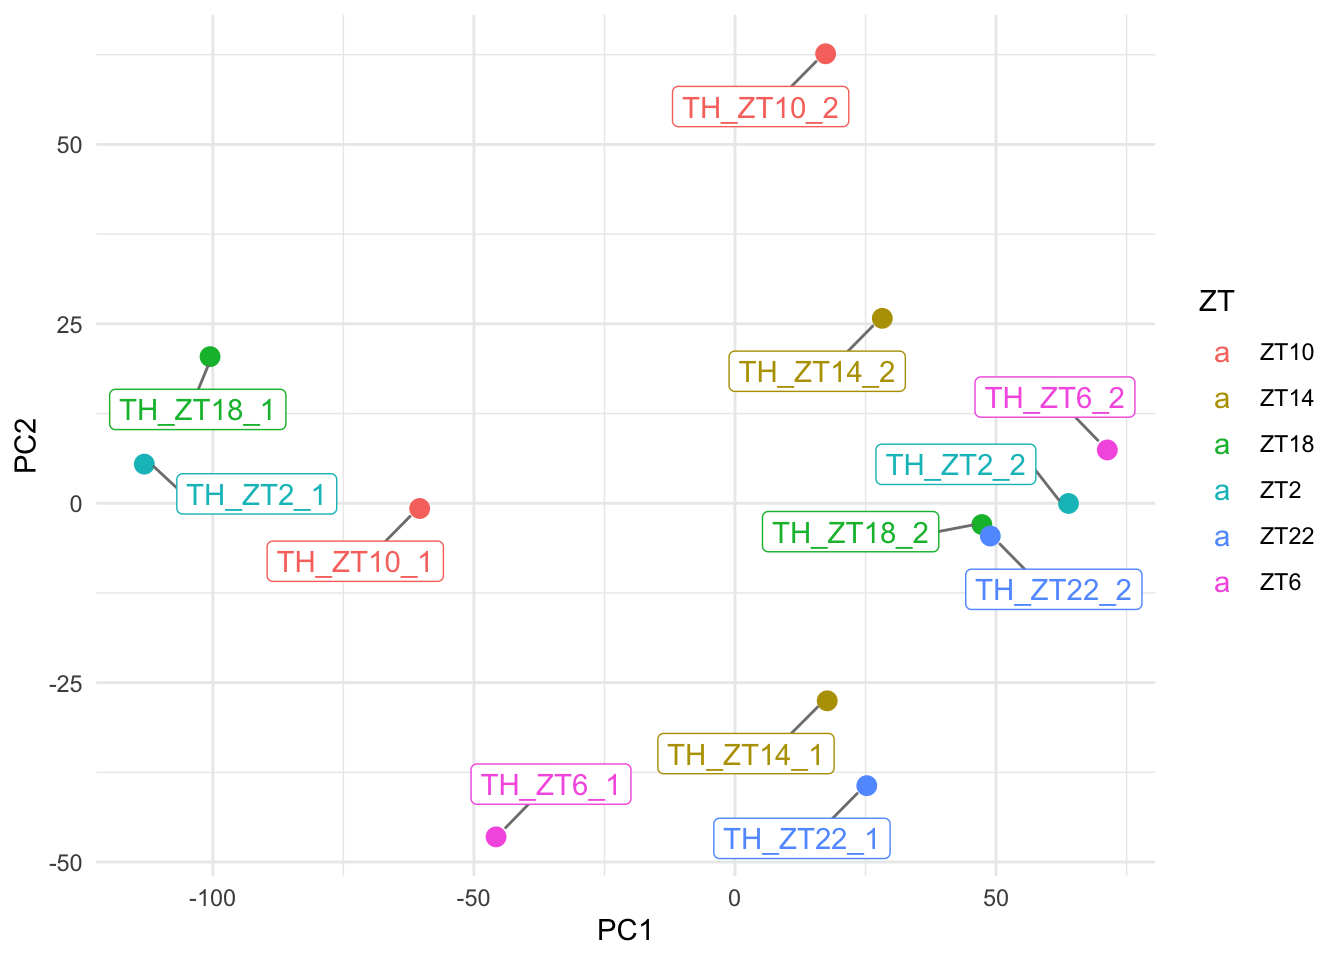 TH_ZT10_2
50
25
TH_ZT14_2
TH_ZT6_2
TH_ZT18_1
TH_ZT2_2
TH_ZT2_1
0
TH_ZT18_2
TH_ZT10_1
TH_ZT22_2
-25
TH_ZT14_1
TH_ZT6_1
TH_ZT22_1
-50
-100
-50
0
50
PC1
PC2
ZT
a ZT10
a ZT14
a ZT18
a ZT2
a ZT22
a ZT6